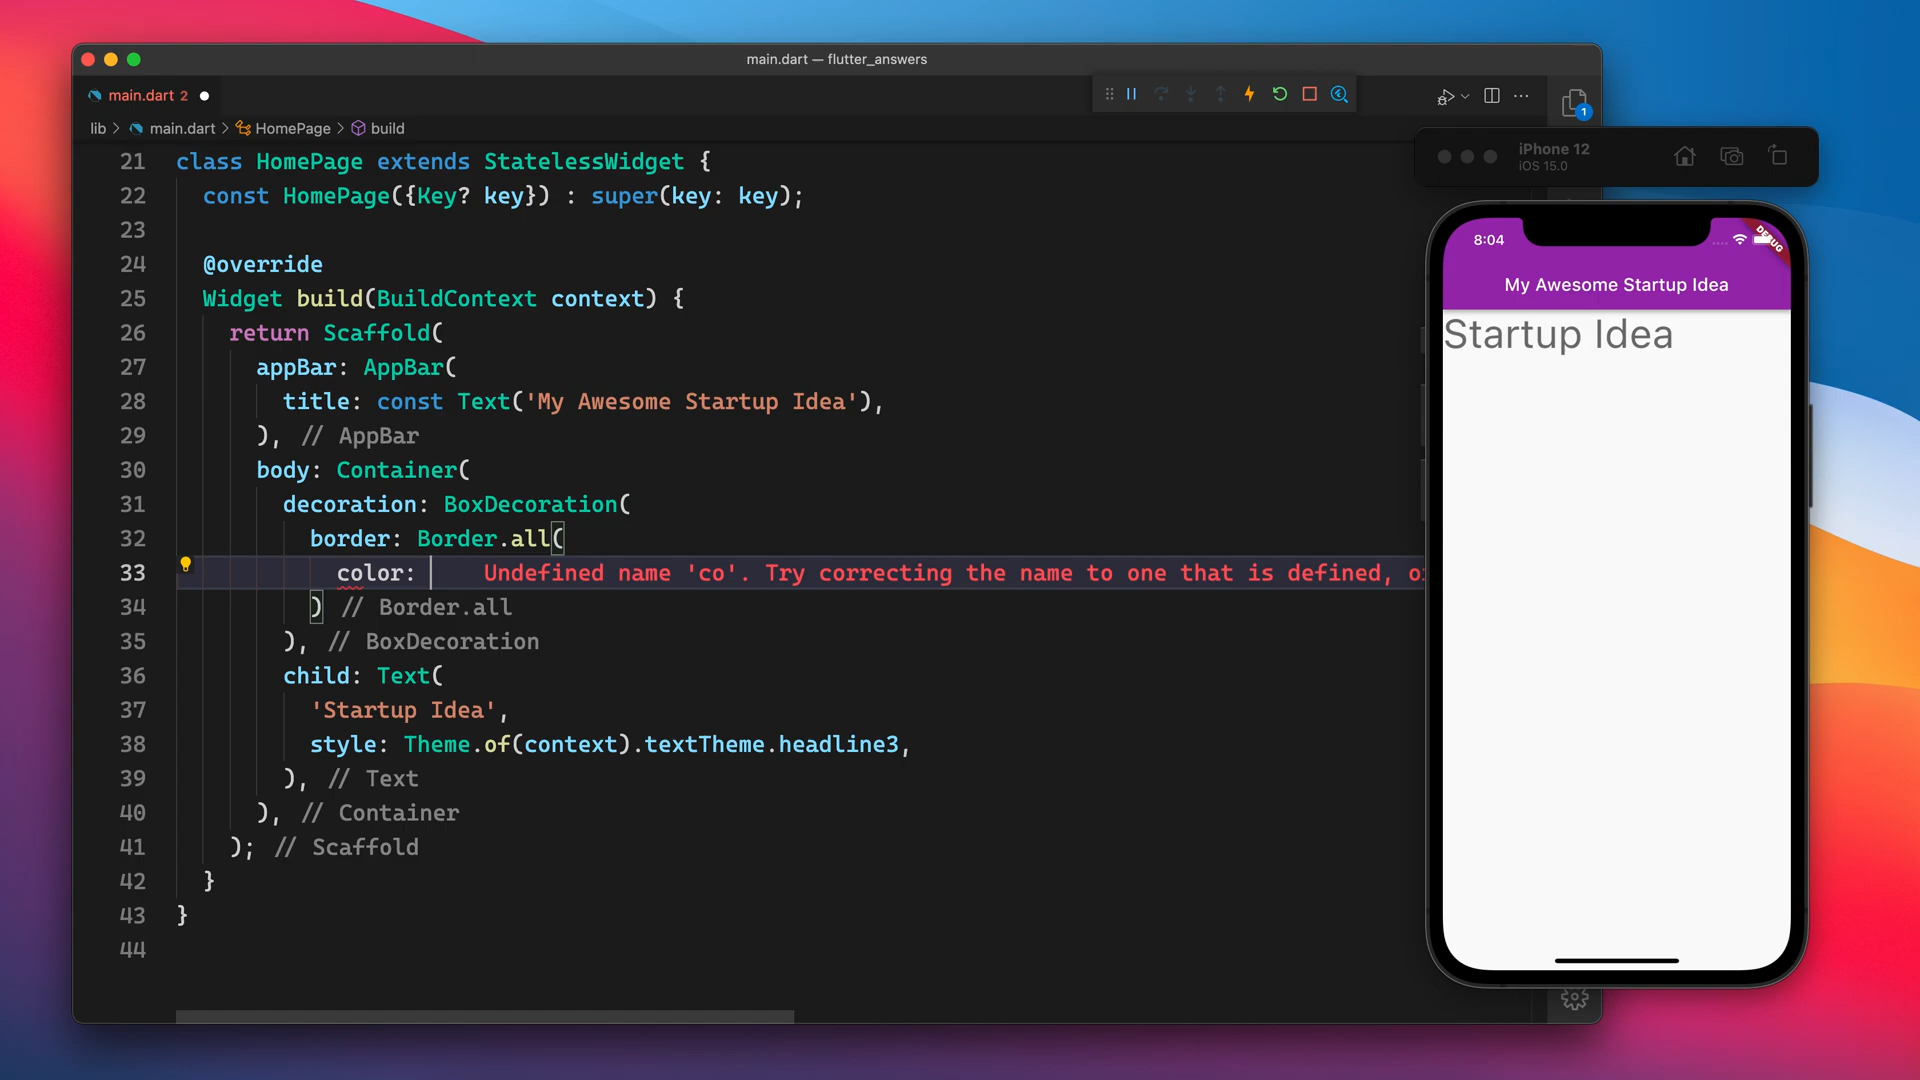 main.dart — flutter_answers
main.dart 2
lib > main.dart > HomePage > build
1
21 class HomePage extends StatelessWidget {
22 const HomePage({Key? key}) : super(key: key);
23
24 @override
25 Widget build(BuildContext context) {
26 return Scaffold(
27 appBar: AppBar(
28 title: const Text('My Awesome Startup Idea'),
29 ), // AppBar
30 body: Container(
31 decoration: BoxDecoration(
32 border: Border.all(
33 color: Undefined name 'co'. Try correcting the name to one that is defined, o
34 ) // Border.all
35 ), // BoxDecoration
36 child: Text(
37 'Startup Idea',
38 style: Theme.of(context).textTheme.headline3,
39 ), // Text
40 ), // Container
41 ); // Scaffold
42 }
43 }
44
iPhone 12
iOS 15.0
8:04
DEBUG
My Awesome Startup Idea
Startup Idea